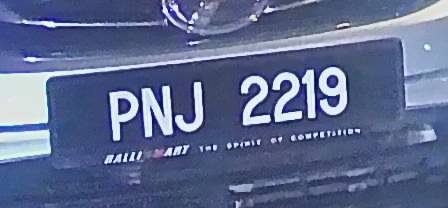 PNJ 2219
RALLIART THE SPIRIT OF COMPETITION